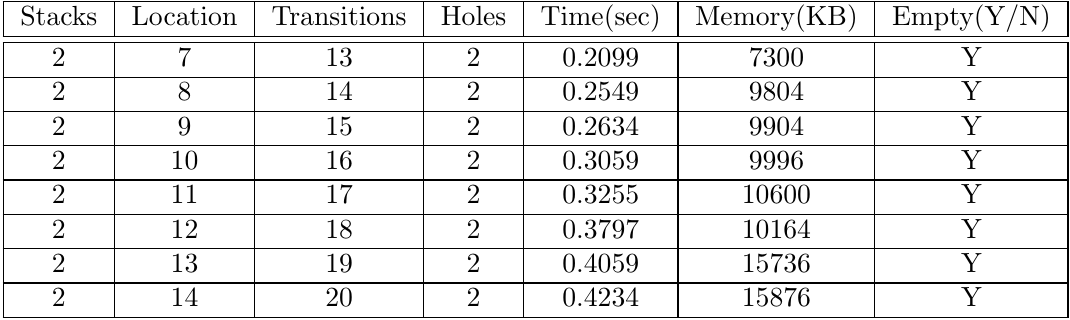 Stacks Location Transitions Holes Time(sec) Memory(KB) Empty(Y/N)
2 7 13 2 0.2099 7300 Y
2 8 14 2 0.2549 9804 Y
2 9 15 2 0.2634 9904 Y
2 10 16 2 0.3059 9996 Y
2 11 17 2 0.3255 10600 Y
2 12 18 2 0.3797 10164 Y
2 13 19 2 0.4059 15736 Y
2 14 20 2 0.4234 15876 Y